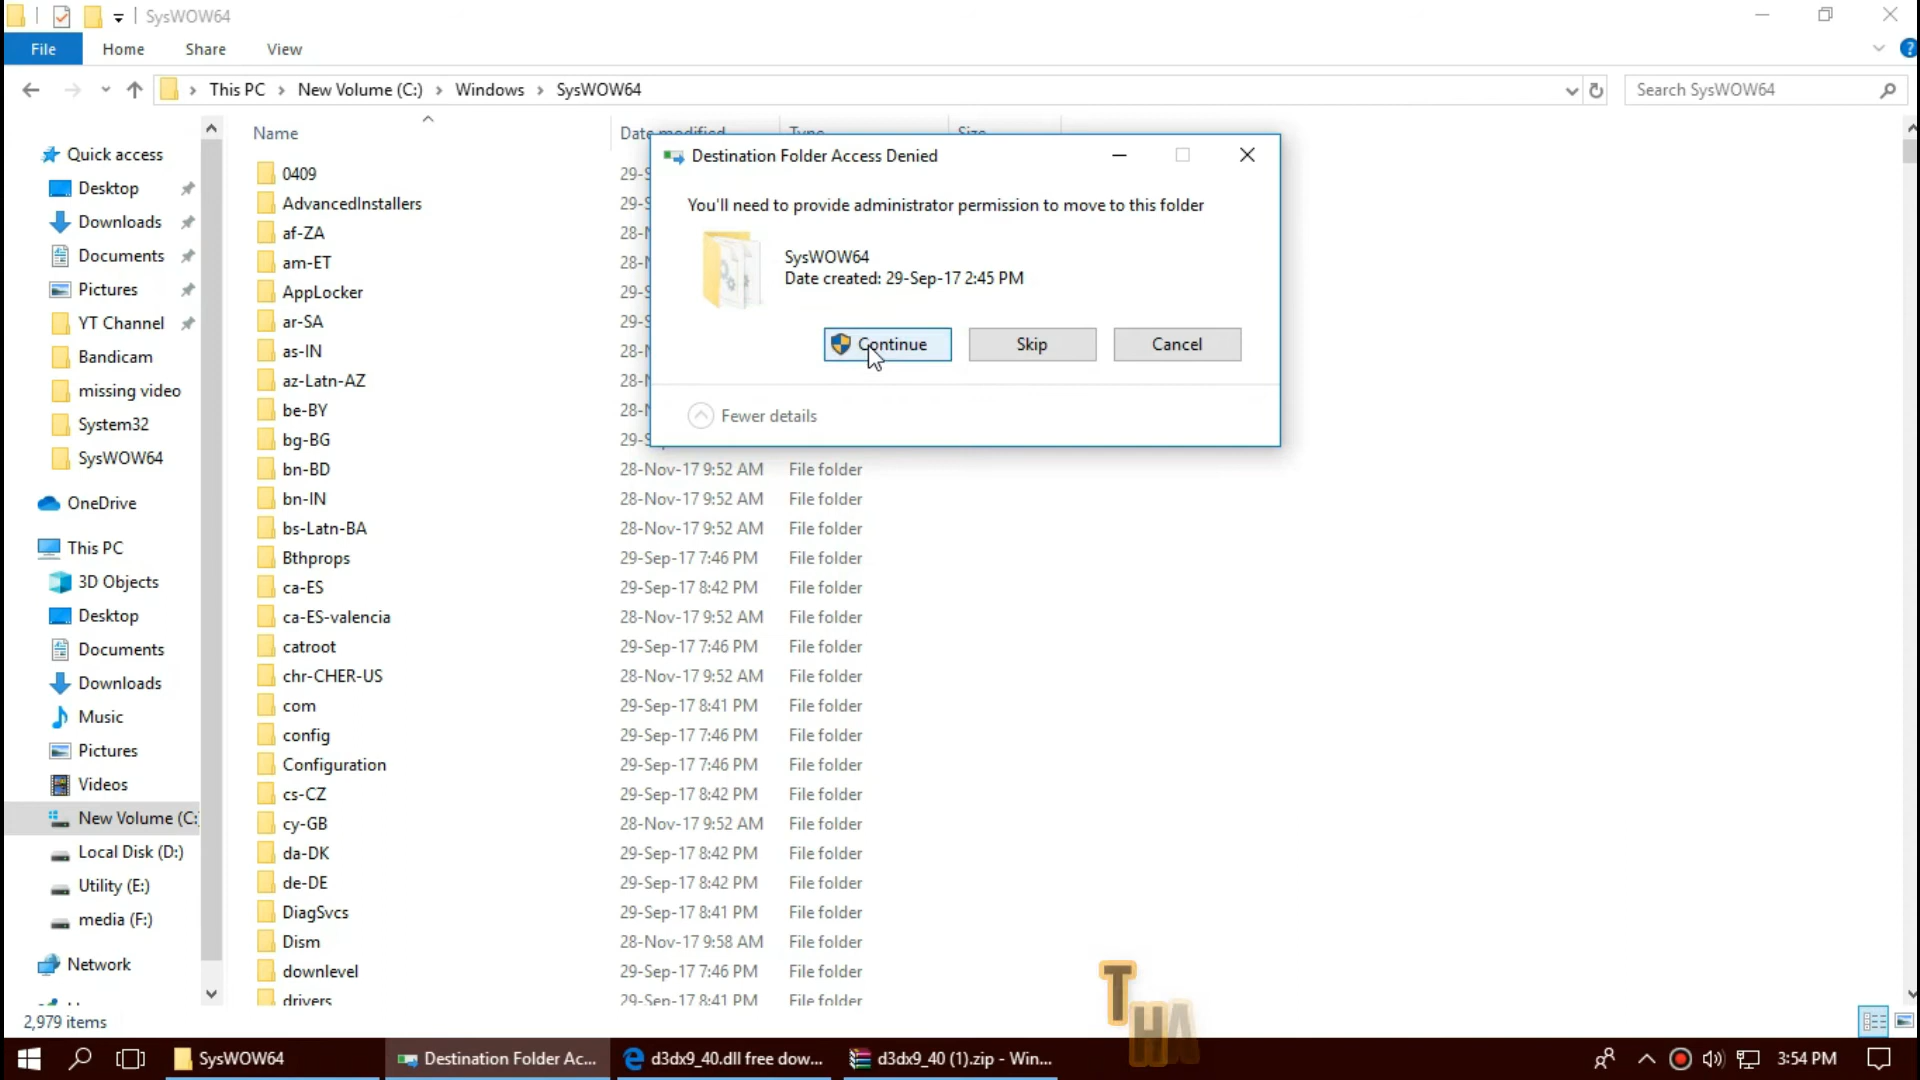 SysWOW64
File Home Share View
This PC New Volume (C:) Windows SysWOW64
Search SysWOW64
Name Date modified Type Size
Quick access
Desktop
Downloads
Documents
Pictures
YT Channel
Bandicam
missing video
System32
SysWOW64
OneDrive
This PC
3D Objects
Desktop
Documents
Downloads
Music
Pictures
Videos
New Volume (C:
Local Disk (D:)
Utility (E:)
media (F:)
Network
0409 29-S
AdvancedInstallers 29-S
af-ZA 28-N
am-ET 28-N
AppLocker 29-S
ar-SA 29-S
as-IN 28-N
az-Latn-AZ 28-N
be-BY 28-N
bg-BG 29-S
bn-BD 28-Nov-17 9:52 AM File folder
bn-IN 28-Nov-17 9:52 AM File folder
bs-Latn-BA 28-Nov-17 9:52 AM File folder
Bthprops 29-Sep-17 7:46 PM File folder
ca-ES 29-Sep-17 8:42 PM File folder
ca-ES-valencia 28-Nov-17 9:52 AM File folder
catroot 29-Sep-17 7:46 PM File folder
chr-CHER-US 28-Nov-17 9:52 AM File folder
com 29-Sep-17 8:41 PM File folder
config 29-Sep-17 7:46 PM File folder
Configuration 29-Sep-17 7:46 PM File folder
cs-CZ 29-Sep-17 8:42 PM File folder
cy-GB 28-Nov-17 9:52 AM File folder
da-DK 29-Sep-17 8:42 PM File folder
de-DE 29-Sep-17 8:42 PM File folder
DiagSvcs 29-Sep-17 8:41 PM File folder
Dism 28-Nov-17 9:58 AM File folder
downlevel 29-Sep-17 7:46 PM File folder
drivers 29-Sep-17 8:41 PM File folder
Destination Folder Access Denied
You'll need to provide administrator permission to move to this folder
SysWOW64
Date created: 29-Sep-17 2:45 PM
Continue Skip Cancel
Fewer details
THA
2,979 items
SysWOW64 Destination Folder Ac... d3dx9_40.dll free dow... d3dx9_40 (1).zip - Win... 3:54 PM